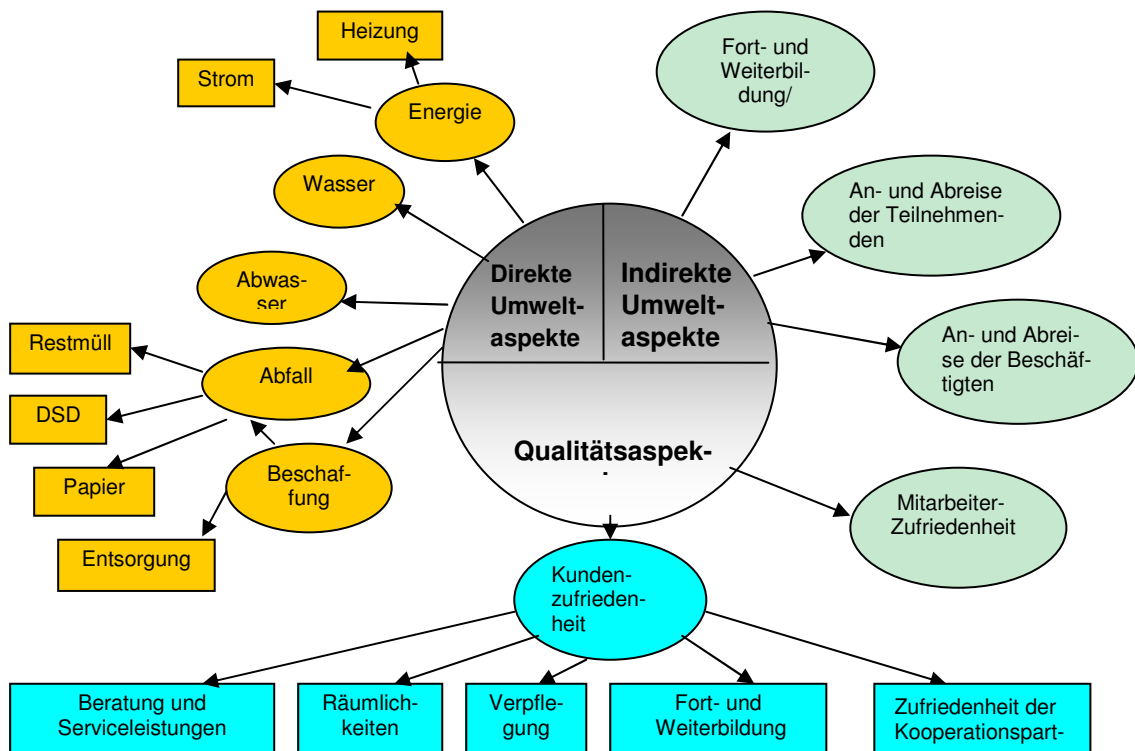 Heizung
Strom
Energie
Wasser
Abwas-
ser
Restmüll
Abfall
DSD
Papier
Beschaf-
fung
Entsorgung
Direkte
Umwelt-
aspekte
Indirekte
Umwelt-
aspekte
Qualitätsaspek-
Fort- und
Weiterbil-
dung/
An- und Abreise
der Teilnehmen-
den
An- und Abrei-
se der Beschäf-
tigten
Mitarbeiter-
Zufriedenheit
Kunden-
zufrieden-
heit
Beratung und
Serviceleistungen
Räumlich-
keiten
Verpfle-
gung
Fort- und
Weiterbildung
Zufriedenheit der
Kooperationspart-